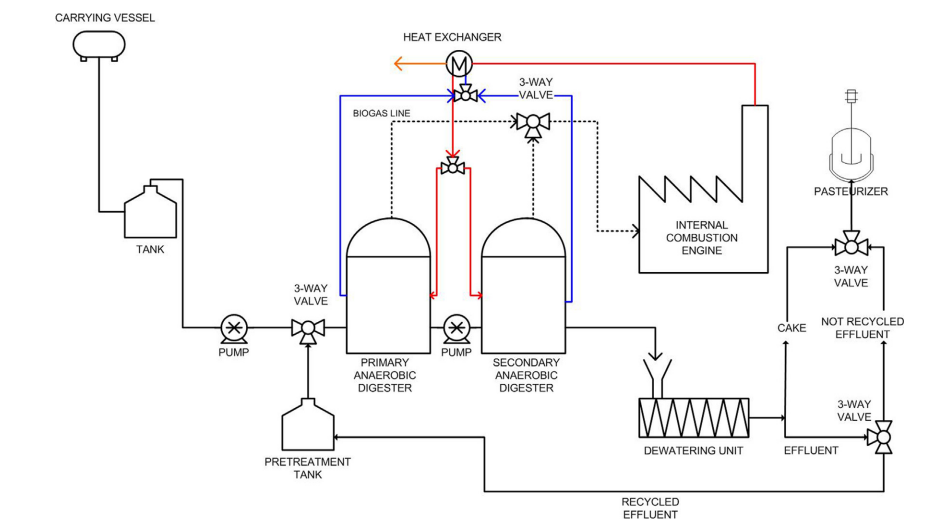 CARRYING VESSEL
HEAT EXCHANGER
3-WAY
VALVE
BIOGAS LINE
PASTEURIZER
TANK
INTERNAL
COMBUSTION
ENGINE
3-WAY
VALVE
3-WAY
VALVE
CAKE
NOT RECYCLED
EFFLUENT
PUMP
PRIMARY
ANAEROBIC
DIGESTER
PUMP
SECONDARY
ANAEROBIC
DIGESTER
3-WAY
VALVE
PRETREATMENT
TANK
DEWATERING UNIT
EFFLUENT
RECYCLED
EFFLUENT